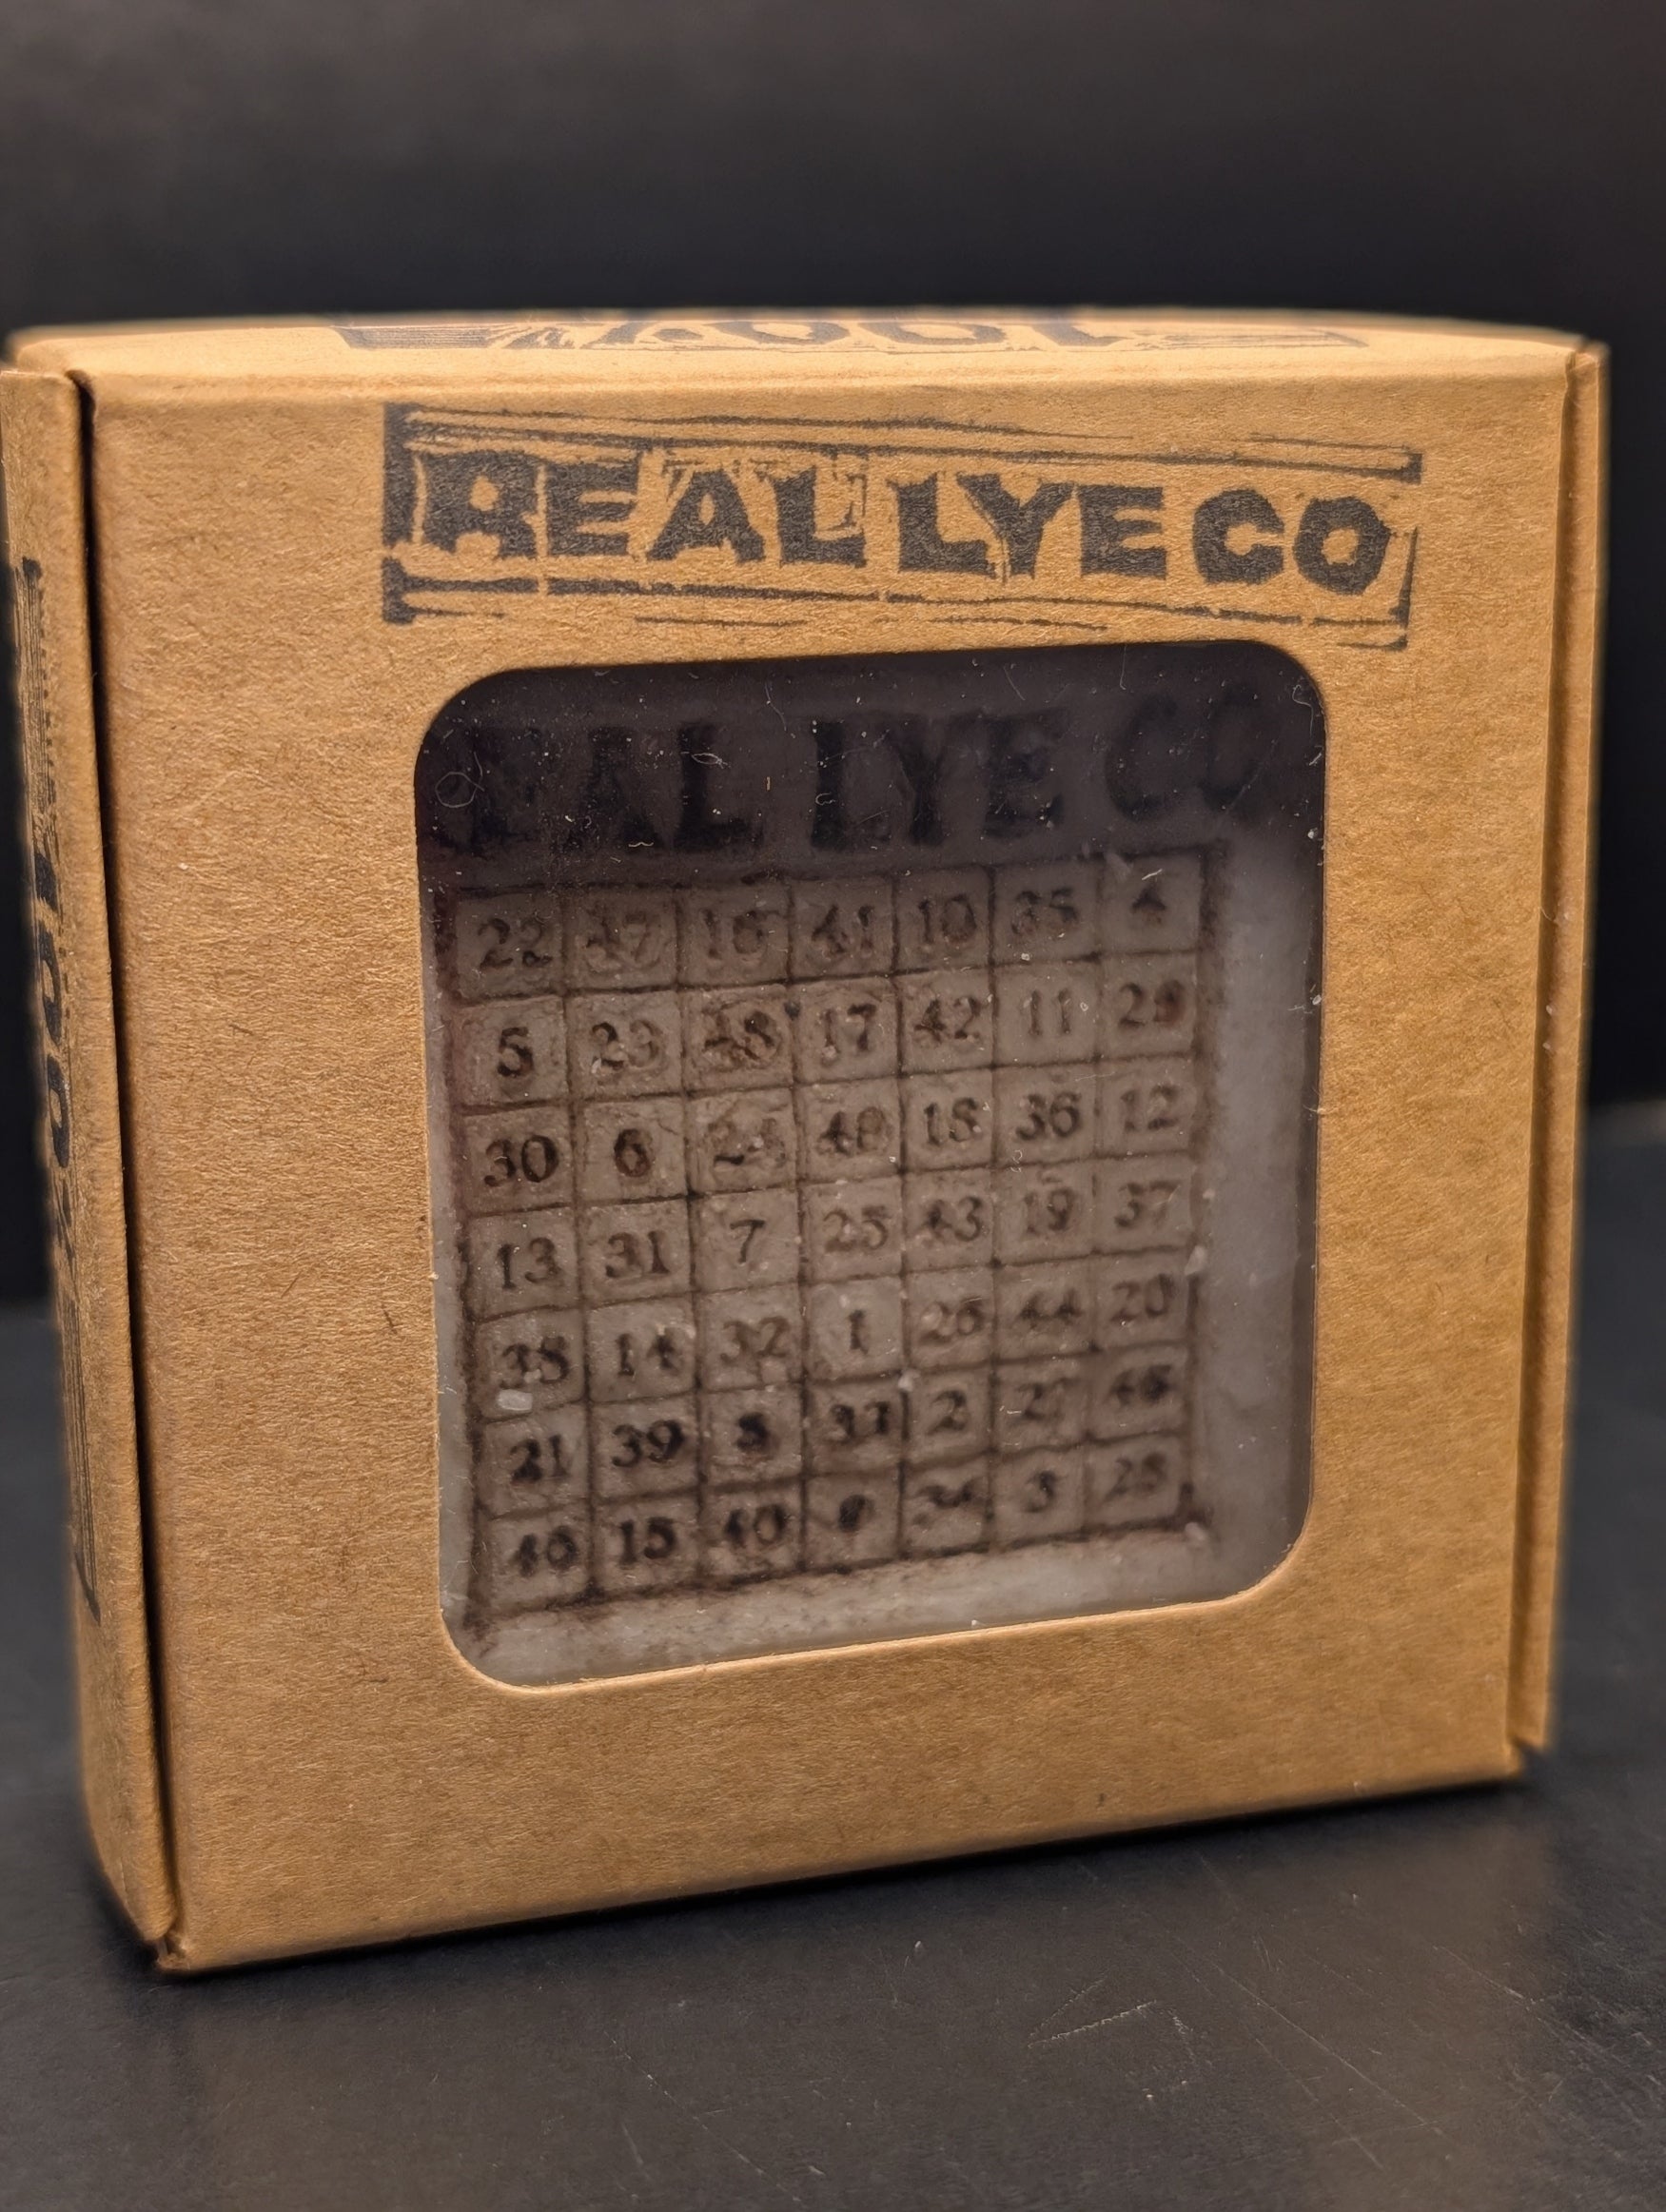 100%
REAL LYE CO
EAL LYE CO
22 47 16 41 10 35 4
5 23 48 17 42 11 29
30 6 24 49 18 36 12
13 31 7 25 43 19 37
38 14 32 1 26 44 20
21 39 8 33 2 27 45
46 15 40 9 34 3 28
100%